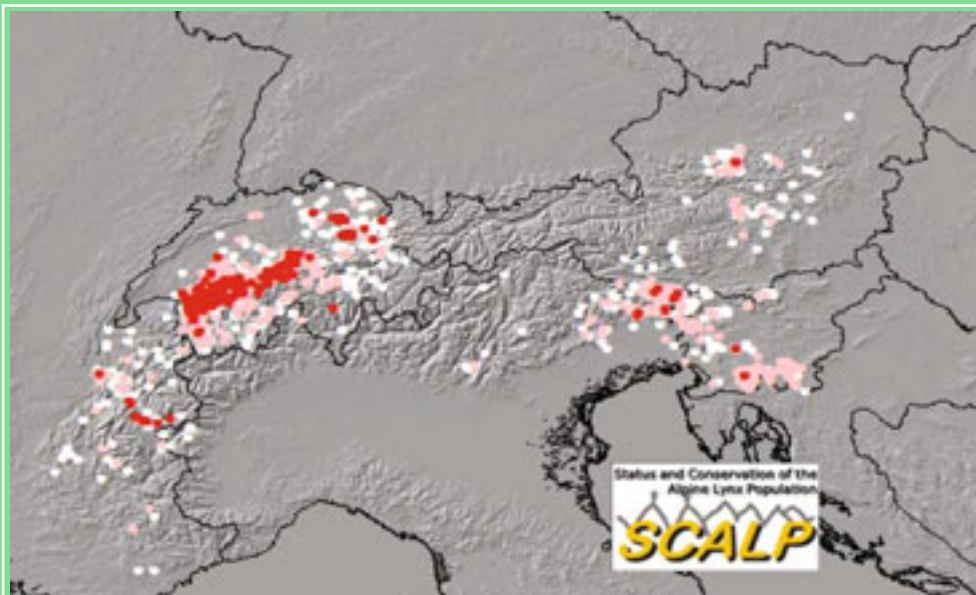 Status and Conservation of the
Alpine Lynx Population
SCALP